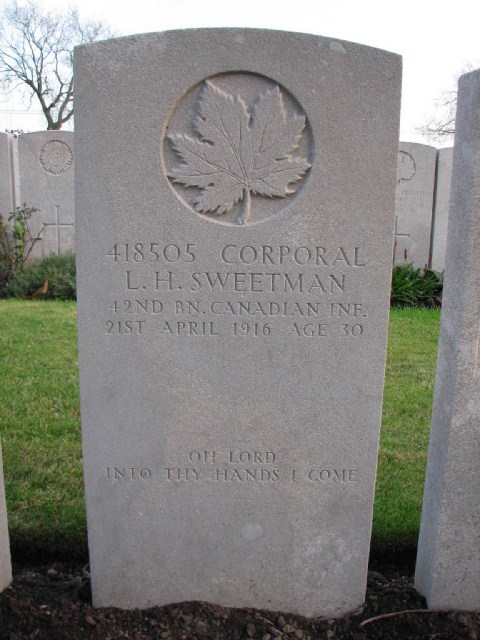 418505 CORPORAL
L.H. SWEETMAN
42ND BN. CANADIAN INF.
21ST APRIL 1916 AGE 30
OH LORD
INTO THY HANDS I COME